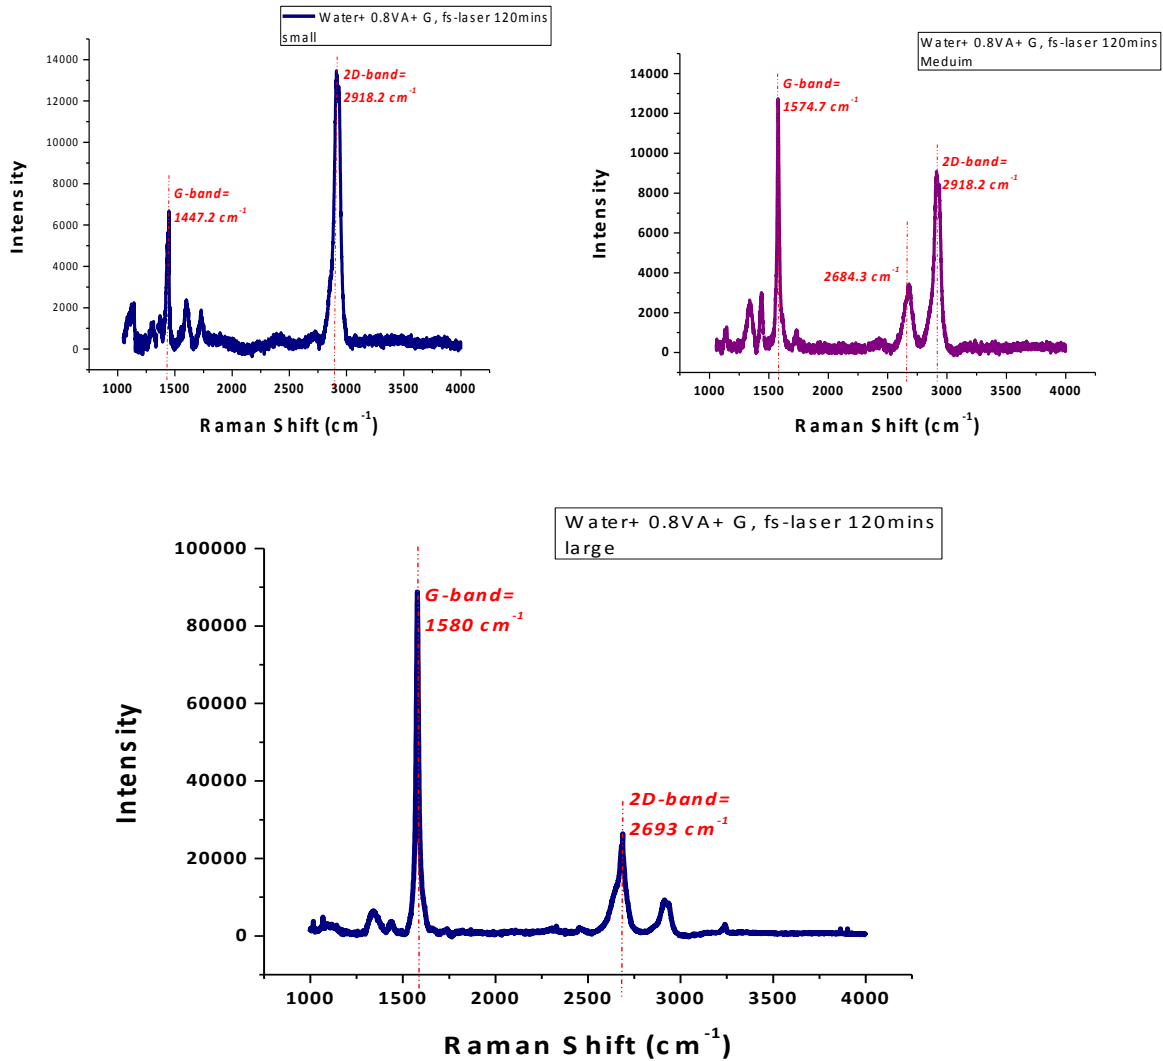 Water+ 0.8VA+ G, fs-laser 120mins
small
14000
12000
10000
8000
6000
4000
2000
0
2D-band=
2918.2 cm-1
G-band=
1447.2 cm-1
Intensity
1000 1500 2000 2500 3000 3500 4000
Raman Shift (cm-1)
Water+ 0.8VA+ G, fs-laser 120mins
Meduim
14000
12000
10000
8000
6000
4000
2000
0
G-band=
1574.7 cm-1
2D-band=
2918.2 cm-1
2684.3 cm-1
Intensity
1000 1500 2000 2500 3000 3500 4000
Raman Shift (cm-1)
Water+ 0.8VA+ G, fs-laser 120mins
large
100000
80000
60000
40000
20000
0
G-band=
1580 cm-1
2D-band=
2693 cm-1
Intensity
1000 1500 2000 2500 3000 3500 4000
Raman Shift (cm-1)